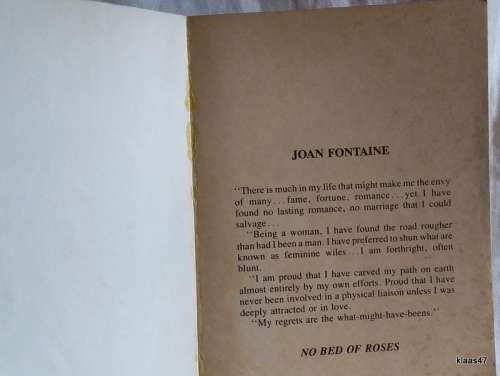 JOAN FONTAINE
"There is much in my life that might make me the envy
of many...fame, fortune, romance...yet I have
found no lasting romance, no marriage that I could
salvage...
"Being a woman, I have found the road rougher
than had I been a man. I have preferred to shun what are
known as feminine wiles...I am forthright, often
blunt.
"I am proud that I have carved my path on earth
almost entirely by my own efforts. Proud that I have
never been involved in a physical liaison unless I was
deeply attracted or in love.
"My regrets are the what-might-have-beens."
NO BED OF ROSES
klaas47